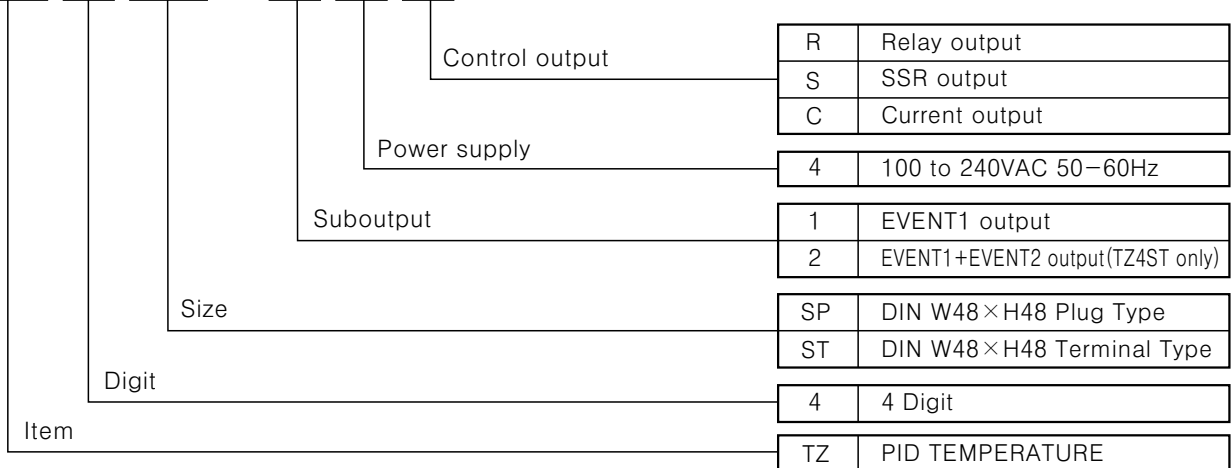 Control output
R Relay output
S SSR output
C Current output
Power supply
4 100 to 240VAC 50-60Hz
Suboutput
1 EVENT1 output
2 EVENT1+EVENT2 output(TZ4ST only)
Size
SP DIN W48×H48 Plug Type
ST DIN W48×H48 Terminal Type
Digit
4 4 Digit
Item
TZ PID TEMPERATURE